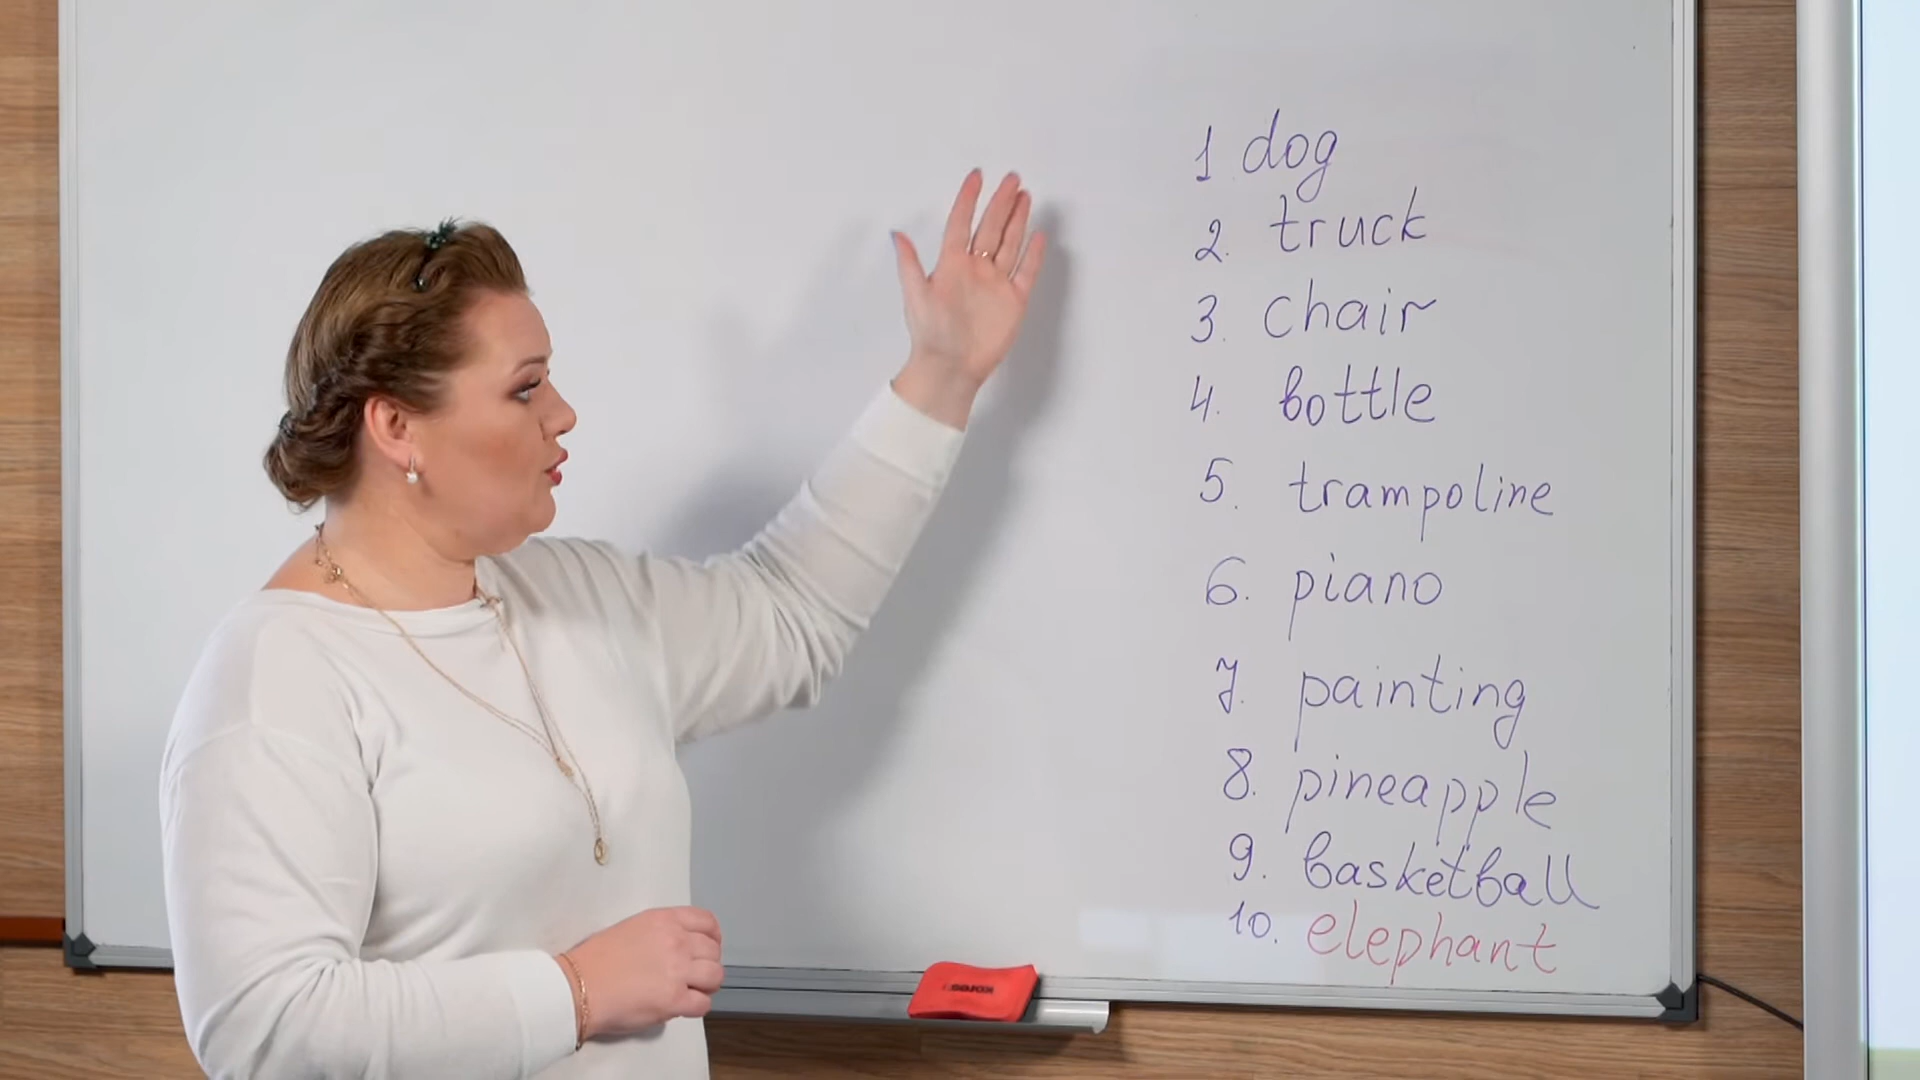 1. dog
2. truck
3. chair
4. bottle
5. trampoline
6. piano
7. painting
8. pineapple
9. basketball
10. elephant
kores